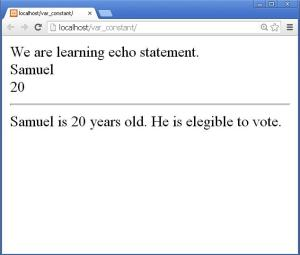 localhost/var_constant/
localhost/var_constant/
We are learning echo statement.
Samuel
20
Samuel is 20 years old. He is elegible to vote.